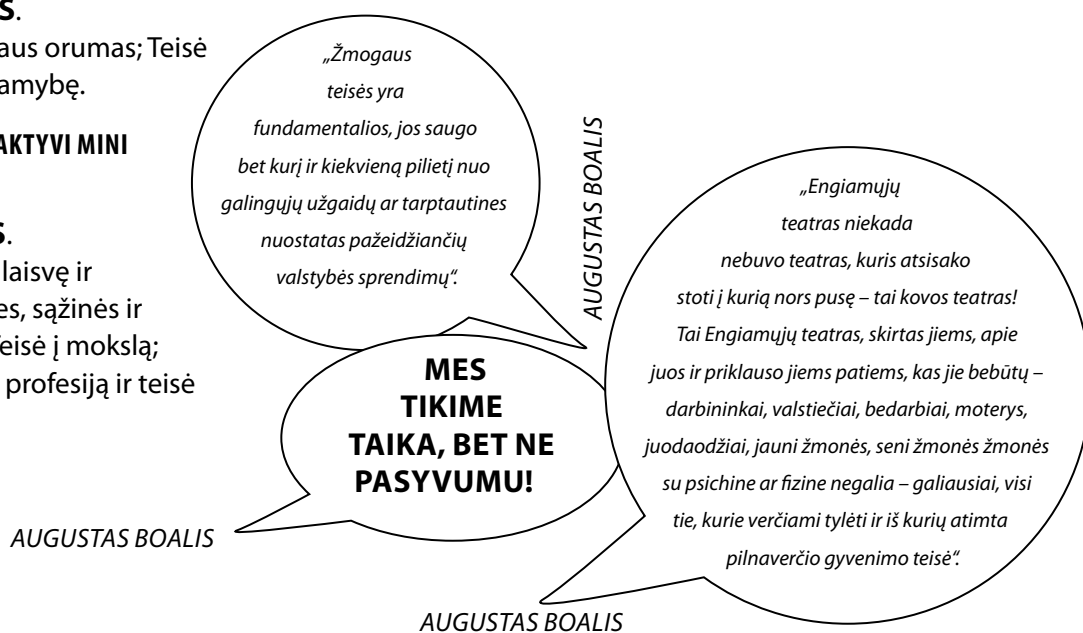 S.
aus orumas; Teisė
amybę.
AKTYVI MINI
S.
laisvę ir
es, sąžinės ir
eisė į mokslą;
profesiją ir teisė
„Žmogaus
teisės yra
fundamentalios, jos saugo
bet kurį ir kiekvieną pilietį nuo
galingųjų užgaidų ar tarptautines
nuostatas pažeidžiančių
valstybės sprendimų“.
AUGUSTAS BOALIS
MES
TIKIME
TAIKA, BET NE
PASYVUMU!
AUGUSTAS BOALIS
„Engiamųjų
teatras niekada
nebuvo teatras, kuris atsisako
stoti į kurią nors pusę – tai kovos teatras!
Tai Engiamųjų teatras, skirtas jiems, apie
juos ir priklauso jiems patiems, kas jie bebūtų –
darbininkai, valstiečiai, bedarbiai, moterys,
juodaodžiai, jauni žmonės, seni žmonės žmonės
su psichine ar fizine negalia – galiausiai, visi
tie, kurie verčiami tylėti ir iš kurių atimta
pilnaverčio gyvenimo teisė“.
AUGUSTAS BOALIS